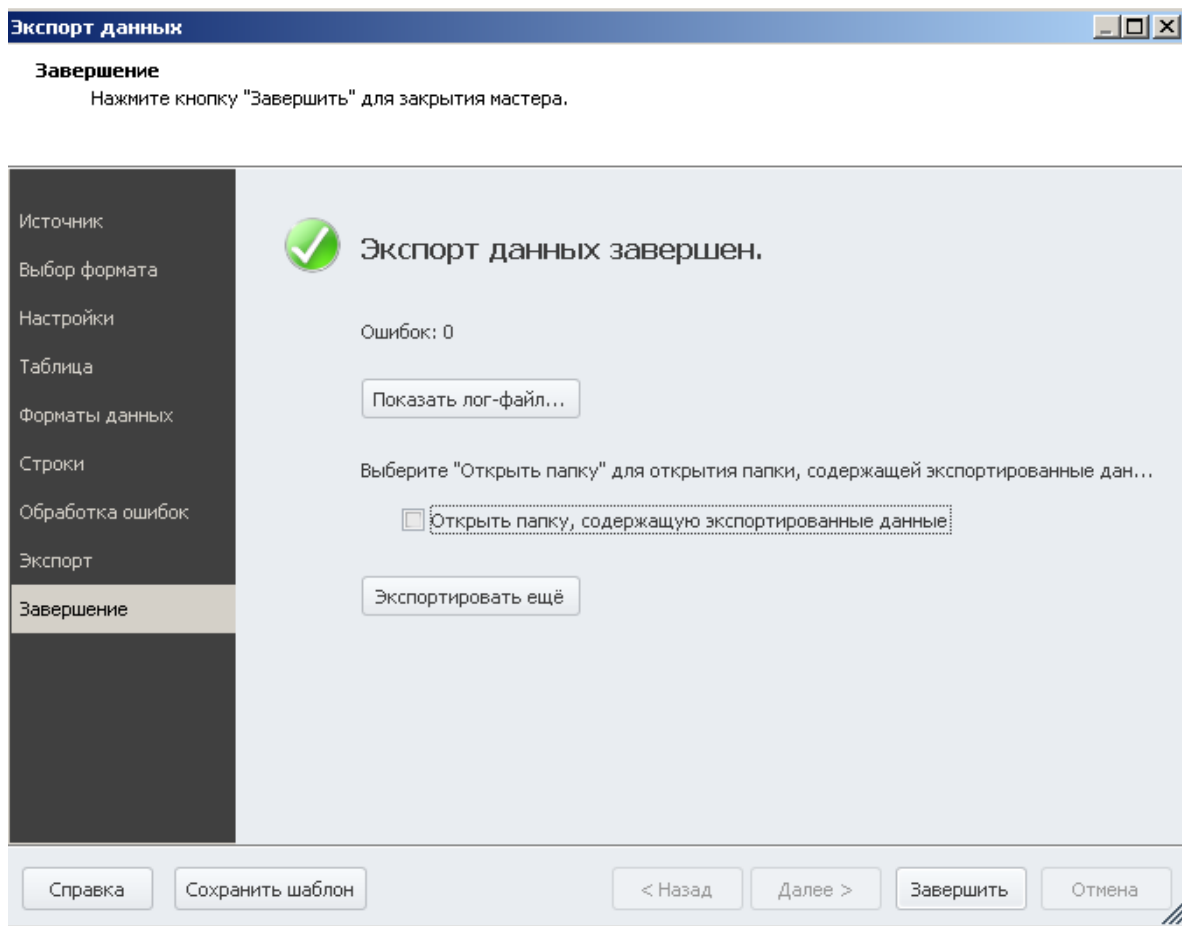 Экспорт данных
Завершение
Нажмите кнопку "Завершить" для закрытия мастера.
Источник
Выбор формата
Настройки
Таблица
Форматы данных
Строки
Обработка ошибок
Экспорт
Завершение
Экспорт данных завершен.
Ошибок: 0
Показать лог-файл...
Выберите "Открыть папку" для открытия папки, содержащей экспортированные дан...
Открыть папку, содержащую экспортированные данные
Экспортировать ещё
Справка
Сохранить шаблон
< Назад
Далее >
Завершить
Отмена